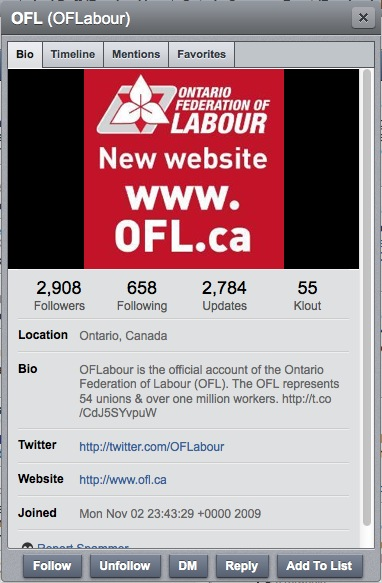 OFL (OFLabour)
Bio Timeline Mentions Favorites
ONTARIO
FEDERATION OF
LABOUR
New website
www.
OFL.ca
2,908 658 2,784 55
Followers Following Updates Klout
Location Ontario, Canada
Bio OFLabour is the official account of the Ontario
Federation of Labour (OFL). The OFL represents
54 unions & over one million workers. http://t.co
/CdJ5SYvpuW
Twitter http://twitter.com/OFLabour
Website http://www.ofl.ca
Joined Mon Nov 02 23:43:29 +0000 2009
Report Spammer
Follow Unfollow DM Reply Add To List